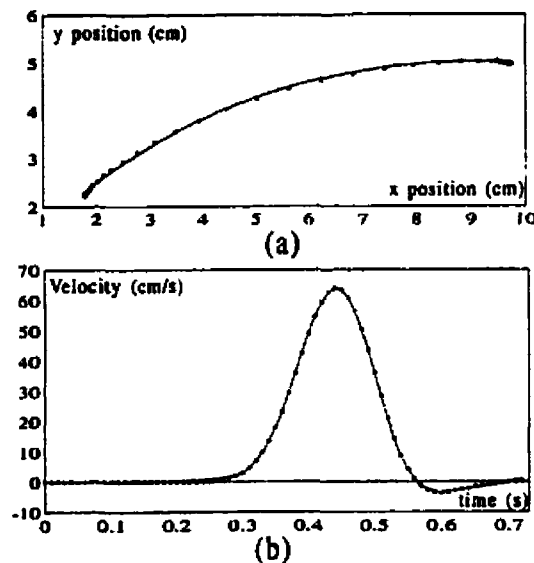 6
y position (cm)
5
4
3
x position (cm)
2
1 2 3 4 5 6 7 8 9 10
(a)
70
Velocity (cm/s)
60
50
40
30
20
10
0
time (s)
-10
0 0.1 0.2 0.3 0.4 0.5 0.6 0.7
(b)